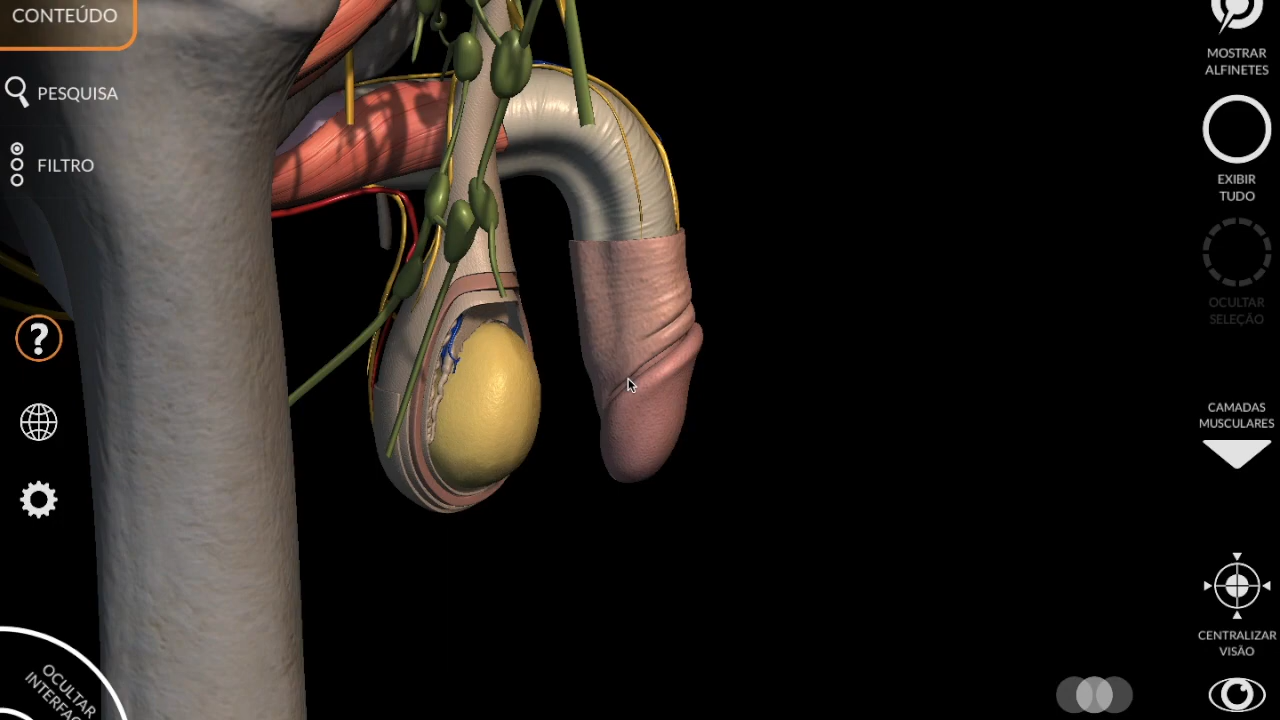 CONTEÚDO
PESQUISA
FILTRO
OCULTAR
MOSTRAR
ALFINETES
EXIBIR
TUDO
OCULTAR
SELEÇÃO
CAMADAS
MUSCULARES
CENTRALIZAR
VISÃO